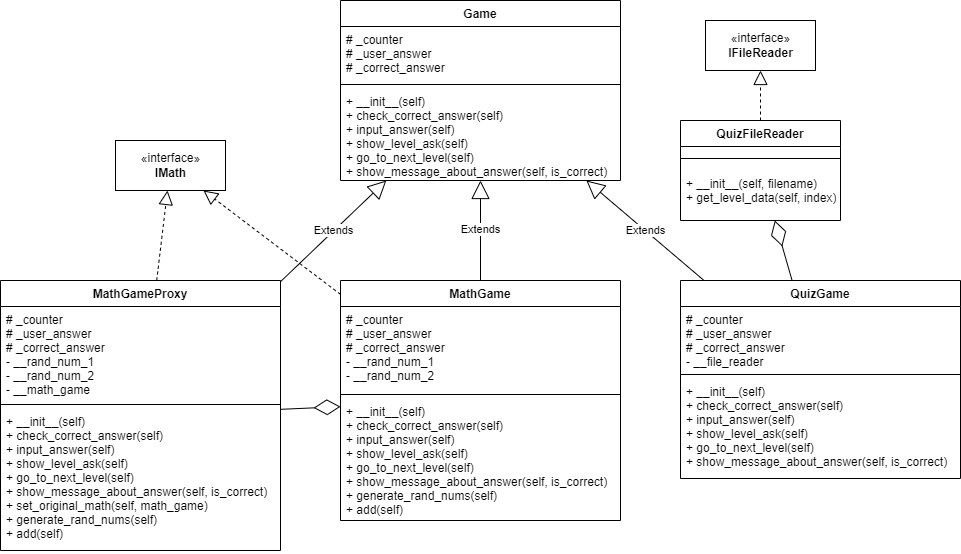 Game
# _counter
# _user_answer
# _correct_answer
+ __init__(self)
+ check_correct_answer(self)
+ input_answer(self)
+ show_level_ask(self)
+ go_to_next_level(self)
+ show_message_about_answer(self, is_correct)
«interface»
IFileReader
QuizFileReader
+ __init__(self, filename)
+ get_level_data(self, index)
«interface»
IMath
Extends
Extends
Extends
MathGameProxy
# _counter
# _user_answer
# _correct_answer
- __rand_num_1
- __rand_num_2
- __math_game
+ __init__(self)
+ check_correct_answer(self)
+ input_answer(self)
+ show_level_ask(self)
+ go_to_next_level(self)
+ show_message_about_answer(self, is_correct)
+ set_original_math(self, math_game)
+ generate_rand_nums(self)
+ add(self)
MathGame
# _counter
# _user_answer
# _correct_answer
- __rand_num_1
- __rand_num_2
+ __init__(self)
+ check_correct_answer(self)
+ input_answer(self)
+ show_level_ask(self)
+ go_to_next_level(self)
+ show_message_about_answer(self, is_correct)
+ generate_rand_nums(self)
+ add(self)
QuizGame
# _counter
# _user_answer
# _correct_answer
- __file_reader
+ __init__(self)
+ check_correct_answer(self)
+ input_answer(self)
+ show_level_ask(self)
+ go_to_next_level(self)
+ show_message_about_answer(self, is_correct)